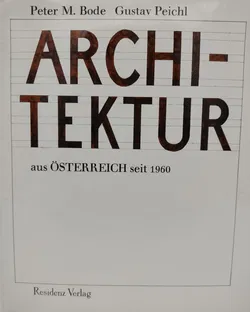 Peter M. Bode Gustav Peichl
ARCHI-
TEKTUR
aus ÖSTERREICH seit 1960
Residenz Verlag